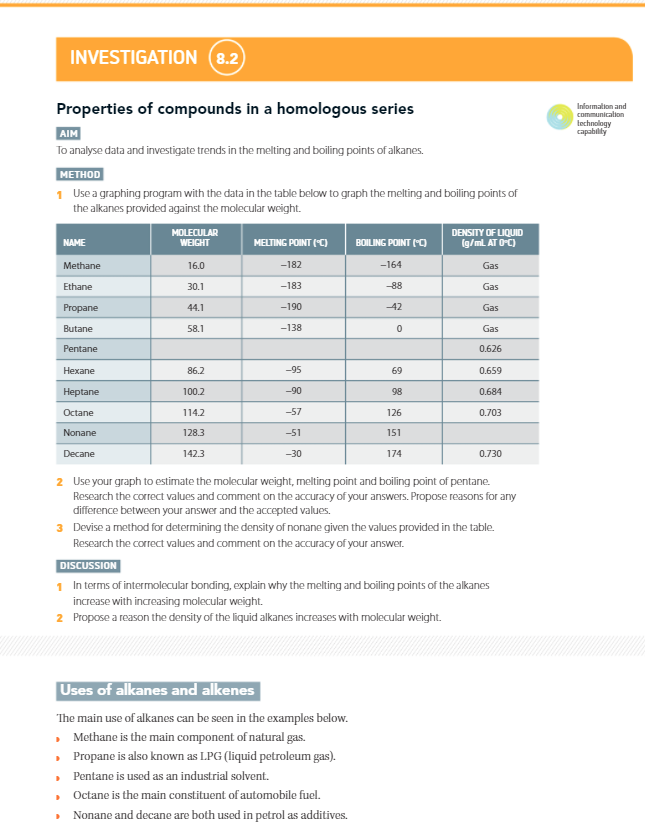 INVESTIGATION 8.2
Properties of compounds in a homologous series
Information and
communication
technology
capability
AIM
To analyse data and investigate trends in the melting and boiling points of alkanes.
METHOD
1 Use a graphing program with the data in the table below to graph the melting and boiling points of
the alkanes provided against the molecular weight.
NAME MOLECULAR WEIGHT MELTING POINT (°C) BOILING POINT (°C) DENSITY OF LIQUID (g/mL AT 0°C)
Methane 16.0 −182 −164 Gas
Ethane 30.1 −183 −88 Gas
Propane 44.1 −190 −42 Gas
Butane 58.1 −138 0 Gas
Pentane 0.626
Hexane 86.2 −95 69 0.659
Heptane 100.2 −90 98 0.684
Octane 114.2 −57 126 0.703
Nonane 128.3 −51 151
Decane 142.3 −30 174 0.730
2 Use your graph to estimate the molecular weight, melting point and boiling point of pentane.
Research the correct values and comment on the accuracy of your answers. Propose reasons for any
difference between your answer and the accepted values.
3 Devise a method for determining the density of nonane given the values provided in the table.
Research the correct values and comment on the accuracy of your answer.
DISCUSSION
1 In terms of intermolecular bonding, explain why the melting and boiling points of the alkanes
increase with increasing molecular weight.
2 Propose a reason the density of the liquid alkanes increases with molecular weight.
Uses of alkanes and alkenes
The main use of alkanes can be seen in the examples below.
Methane is the main component of natural gas.
Propane is also known as LPG (liquid petroleum gas).
Pentane is used as an industrial solvent.
Octane is the main constituent of automobile fuel.
Nonane and decane are both used in petrol as additives.